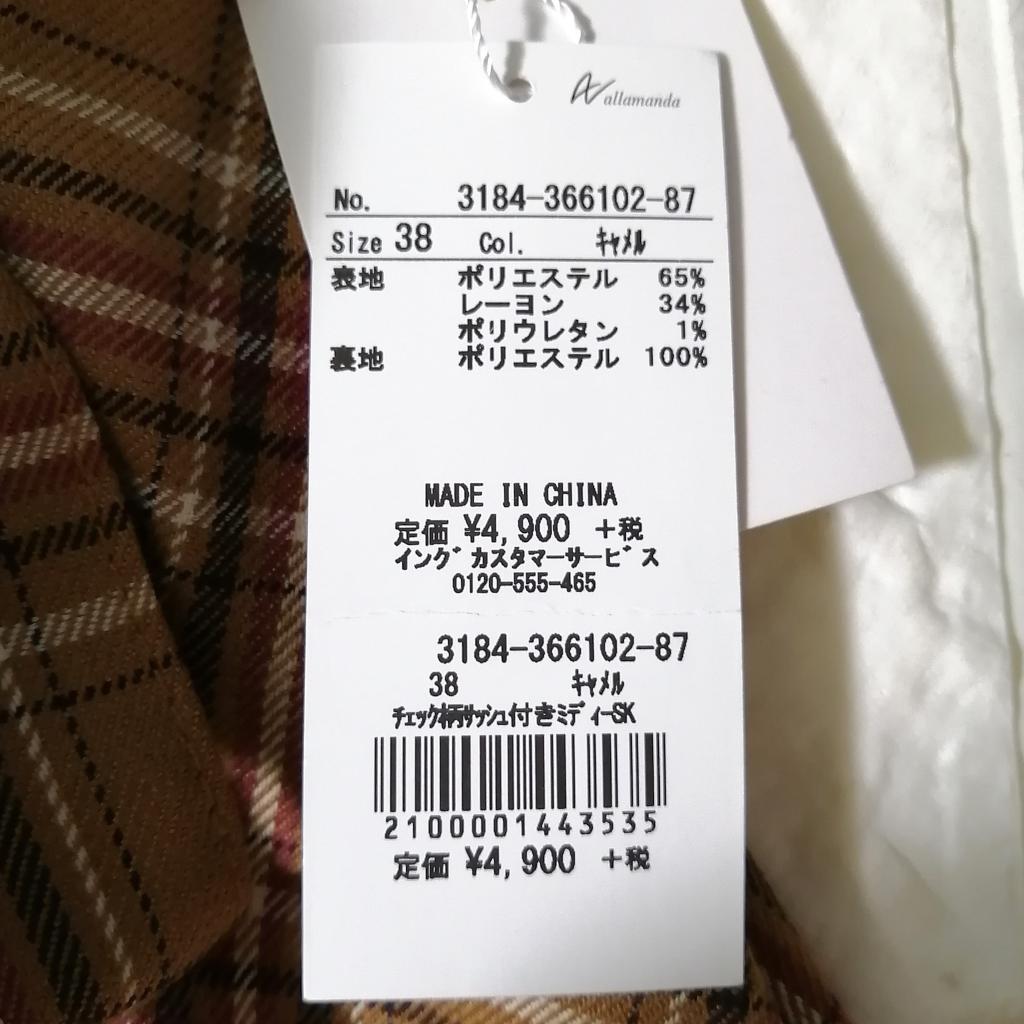 allamanda
No. 3184-366102-87
Size 38 Col. ｷｬﾒﾙ
表地 ポリエステル 65%
レーヨン 34%
ポリウレタン 1%
裏地 ポリエステル 100%
MADE IN CHINA
定価 ¥4,900 +税
イング゛カスタマーサービ゛ス
0120-555-465
3184-366102-87
38 ｷｬﾒﾙ
ﾁｪｯｸ柄ｻｯｼｭ付きﾐﾃﾞｨｰSK
2100001443535
定価 ¥4,900 +税